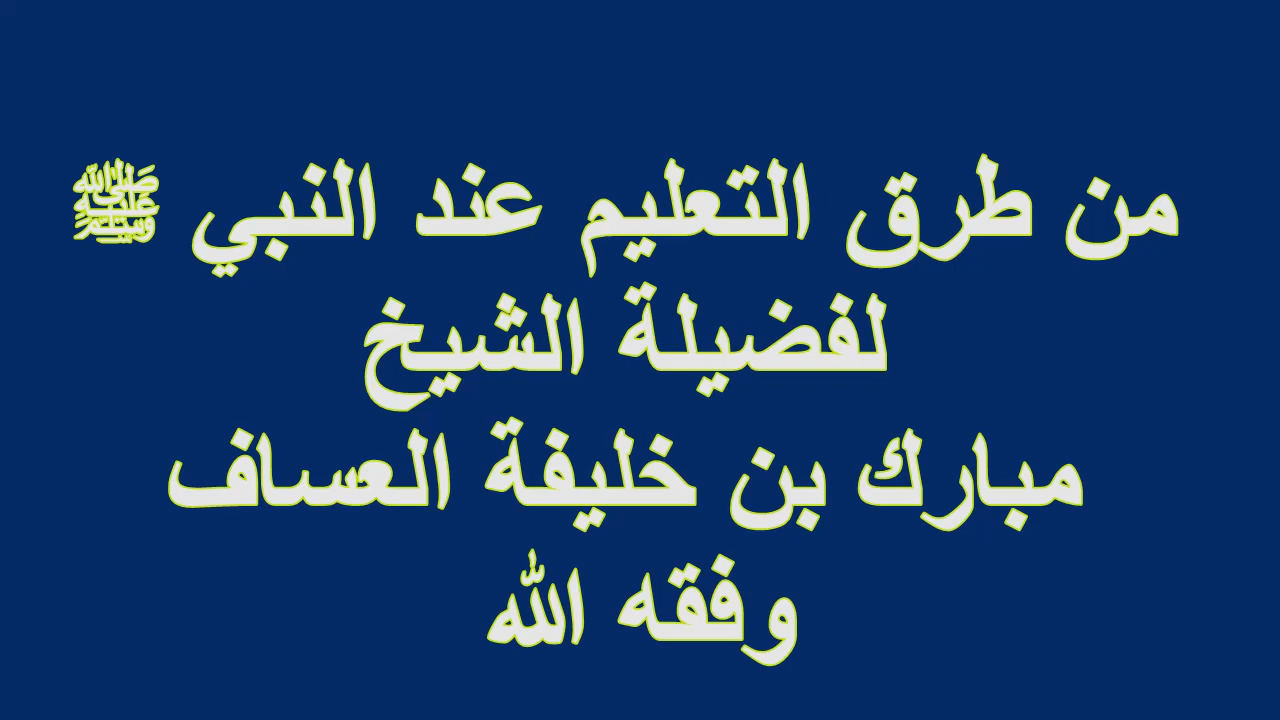 من طرق التعليم عند النبي ﷺ
لفضيلة الشيخ
مبارك بن خليفة العساف
وفقه الله